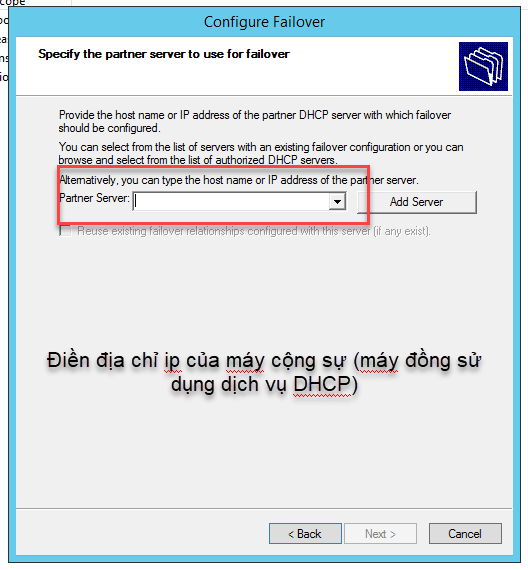 cope
Configure Failover
Specify the partner server to use for failover
Provide the host name or IP address of the partner DHCP server with which failover
should be configured.
You can select from the list of servers with an existing failover configuration or you can
browse and select from the list of authorized DHCP servers.
Alternatively, you can type the host name or IP address of the partner server.
Partner Server:
Add Server
Reuse existing failover relationships configured with this server (if any exist).
Điền địa chỉ ip của máy cộng sự (máy đồng sử
dụng dịch vụ DHCP)
< Back
Next >
Cancel